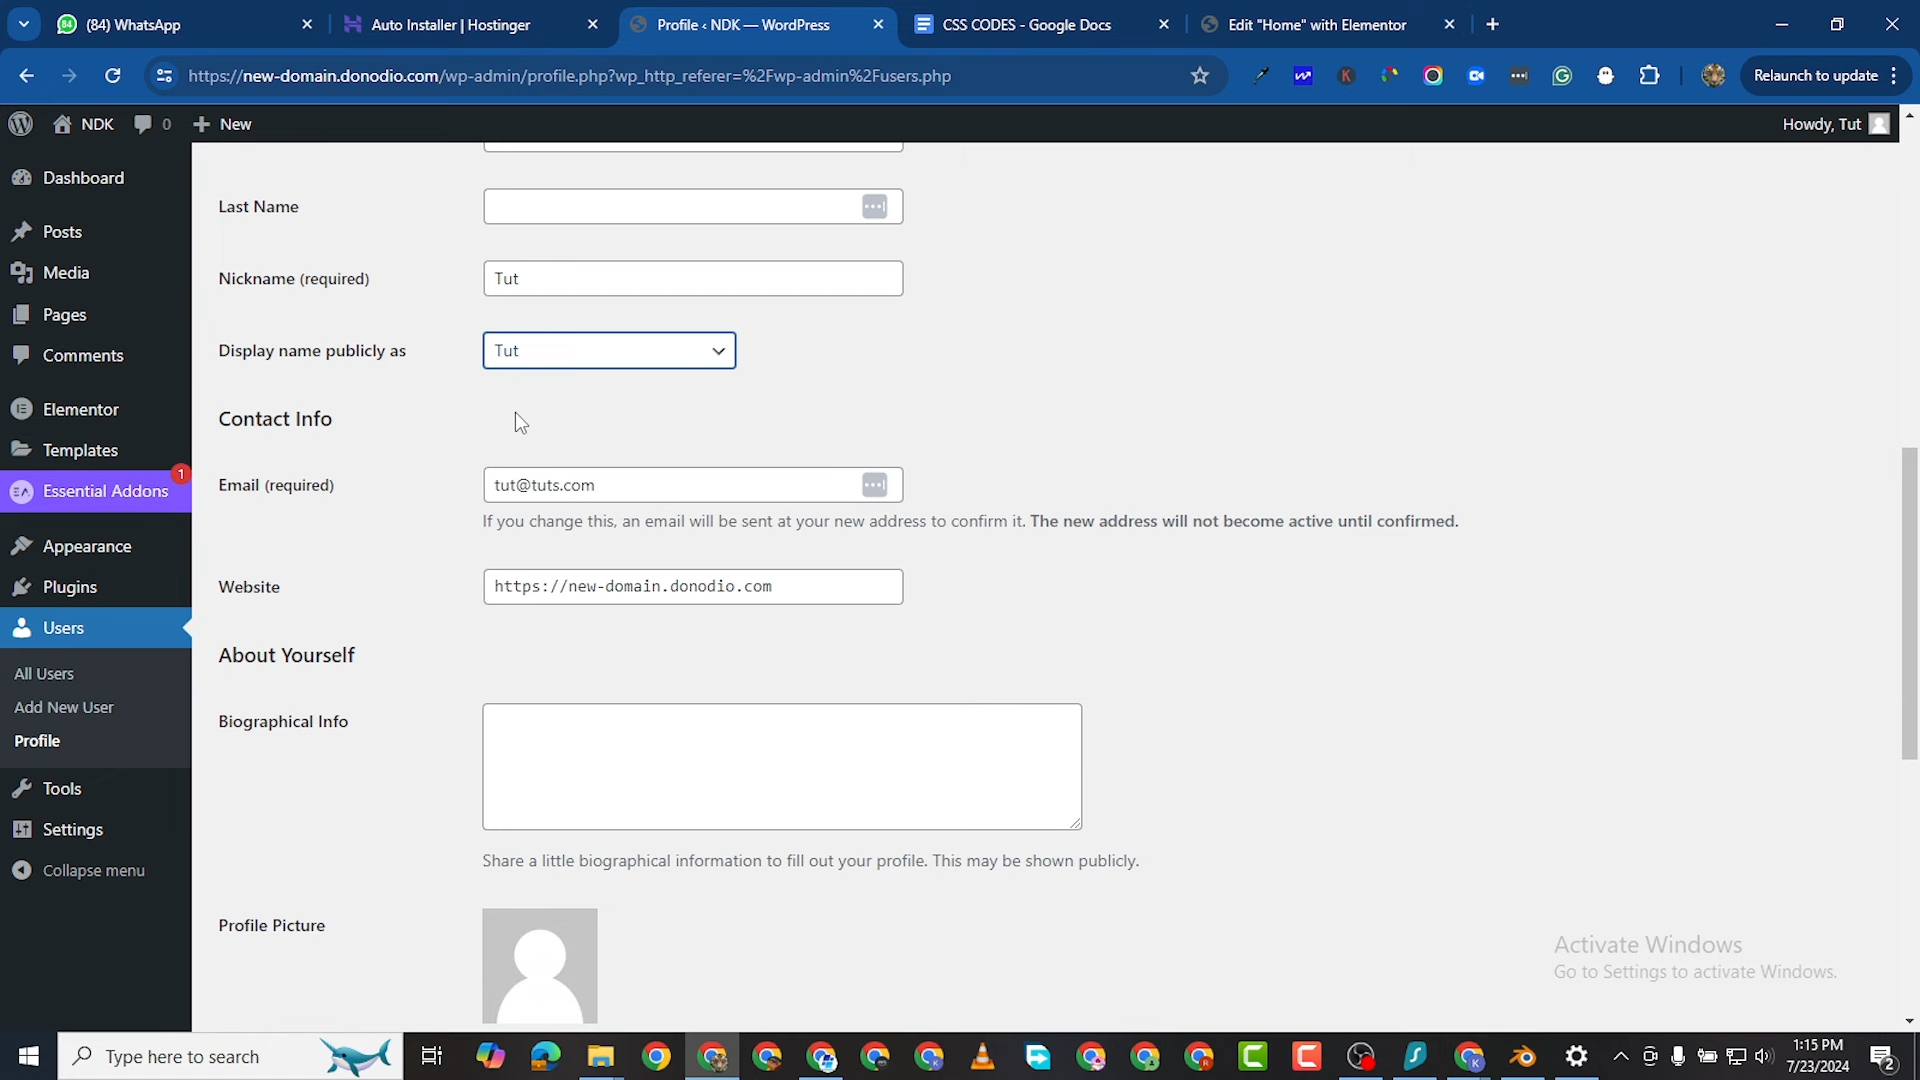 (84) WhatsApp
Auto Installer | Hostinger
Profile ‹ NDK — WordPress
CSS CODES - Google Docs
Edit "Home" with Elementor
https://new-domain.donodio.com/wp-admin/profile.php?wp_http_referer=%2Fwp-admin%2Fusers.php
Relaunch to update
NDK
0
New
Howdy, Tut
Dashboard
Posts
Media
Pages
Comments
Elementor
Templates
Essential Addons
1
Appearance
Plugins
Users
All Users
Add New User
Profile
Tools
Settings
Collapse menu
Last Name
Nickname (required)
Tut
Display name publicly as
Tut
Contact Info
Email (required)
tut@tuts.com
If you change this, an email will be sent at your new address to confirm it. The new address will not become active until confirmed.
Website
https://new-domain.donodio.com
About Yourself
Biographical Info
Share a little biographical information to fill out your profile. This may be shown publicly.
Profile Picture
Activate Windows
Go to Settings to activate Windows.
Type here to search
1:15 PM
7/23/2024
2